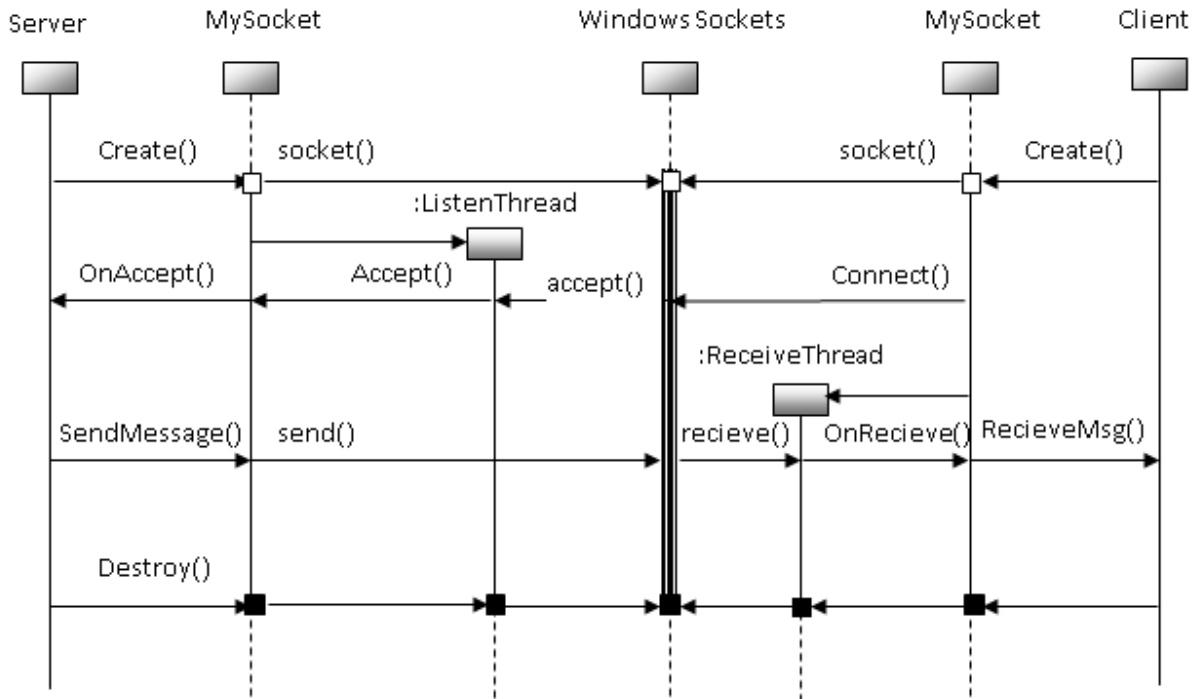 Server
MySocket
Windows Sockets
MySocket
Client
Create()
socket()
socket()
Create()
:ListenThread
OnAccept()
Accept()
accept()
Connect()
:ReceiveThread
SendMessage()
send()
recieve()
OnRecieve()
RecieveMsg()
Destroy()